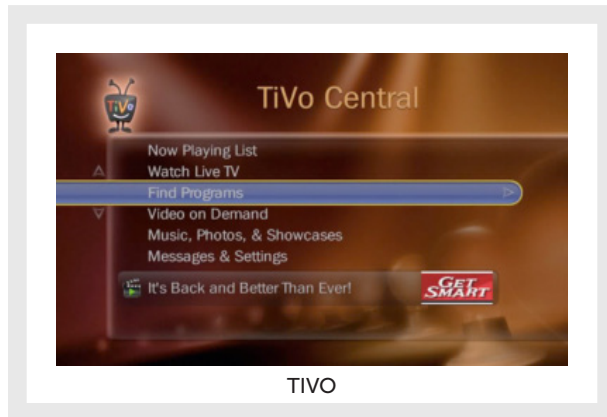 TiVo
TiVo Central
Now Playing List
Watch Live TV
Find Programs
Video on Demand
Music, Photos, & Showcases
Messages & Settings
It's Back and Better Than Ever!
GET
SMART
TIVO